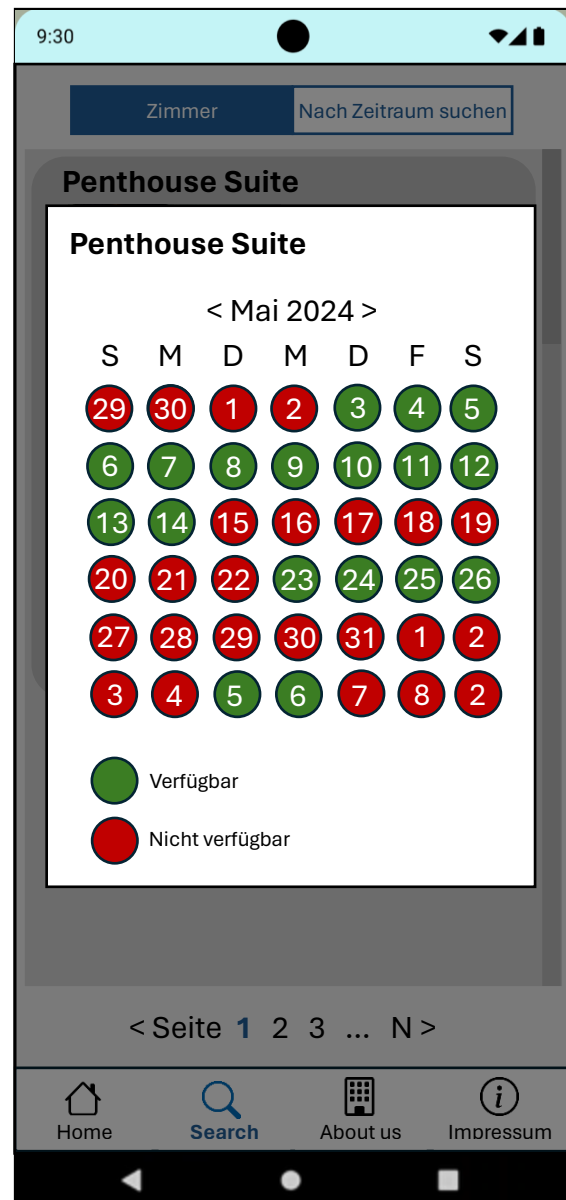 9:30
Zimmer Nach Zeitraum suchen
Penthouse Suite
Penthouse Suite
< Mai 2024 >
S M D M D F S
29 30 1 2 3 4 5
6 7 8 9 10 11 12
13 14 15 16 17 18 19
20 21 22 23 24 25 26
27 28 29 30 31 1 2
3 4 5 6 7 8 2
Verfügbar
Nicht verfügbar
< Seite 1 2 3 ... N >
Home Search About us Impressum